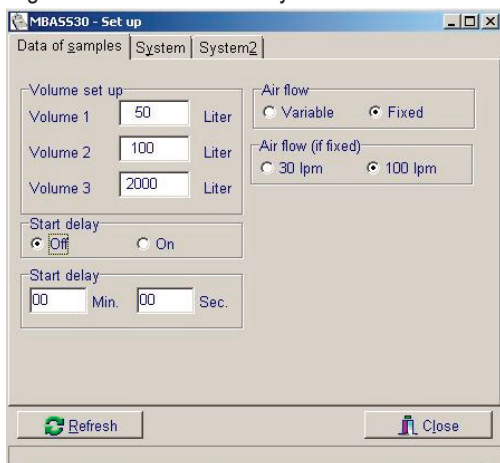 MBASS30 - Set up
Data of samples System System2
Volume set up
Volume 1 50 Liter
Volume 2 100 Liter
Volume 3 2000 Liter
Start delay
Off On
Start delay
00 Min. 00 Sec.
Air flow
Variable Fixed
Air flow (if fixed)
30 lpm 100 lpm
Refresh Close